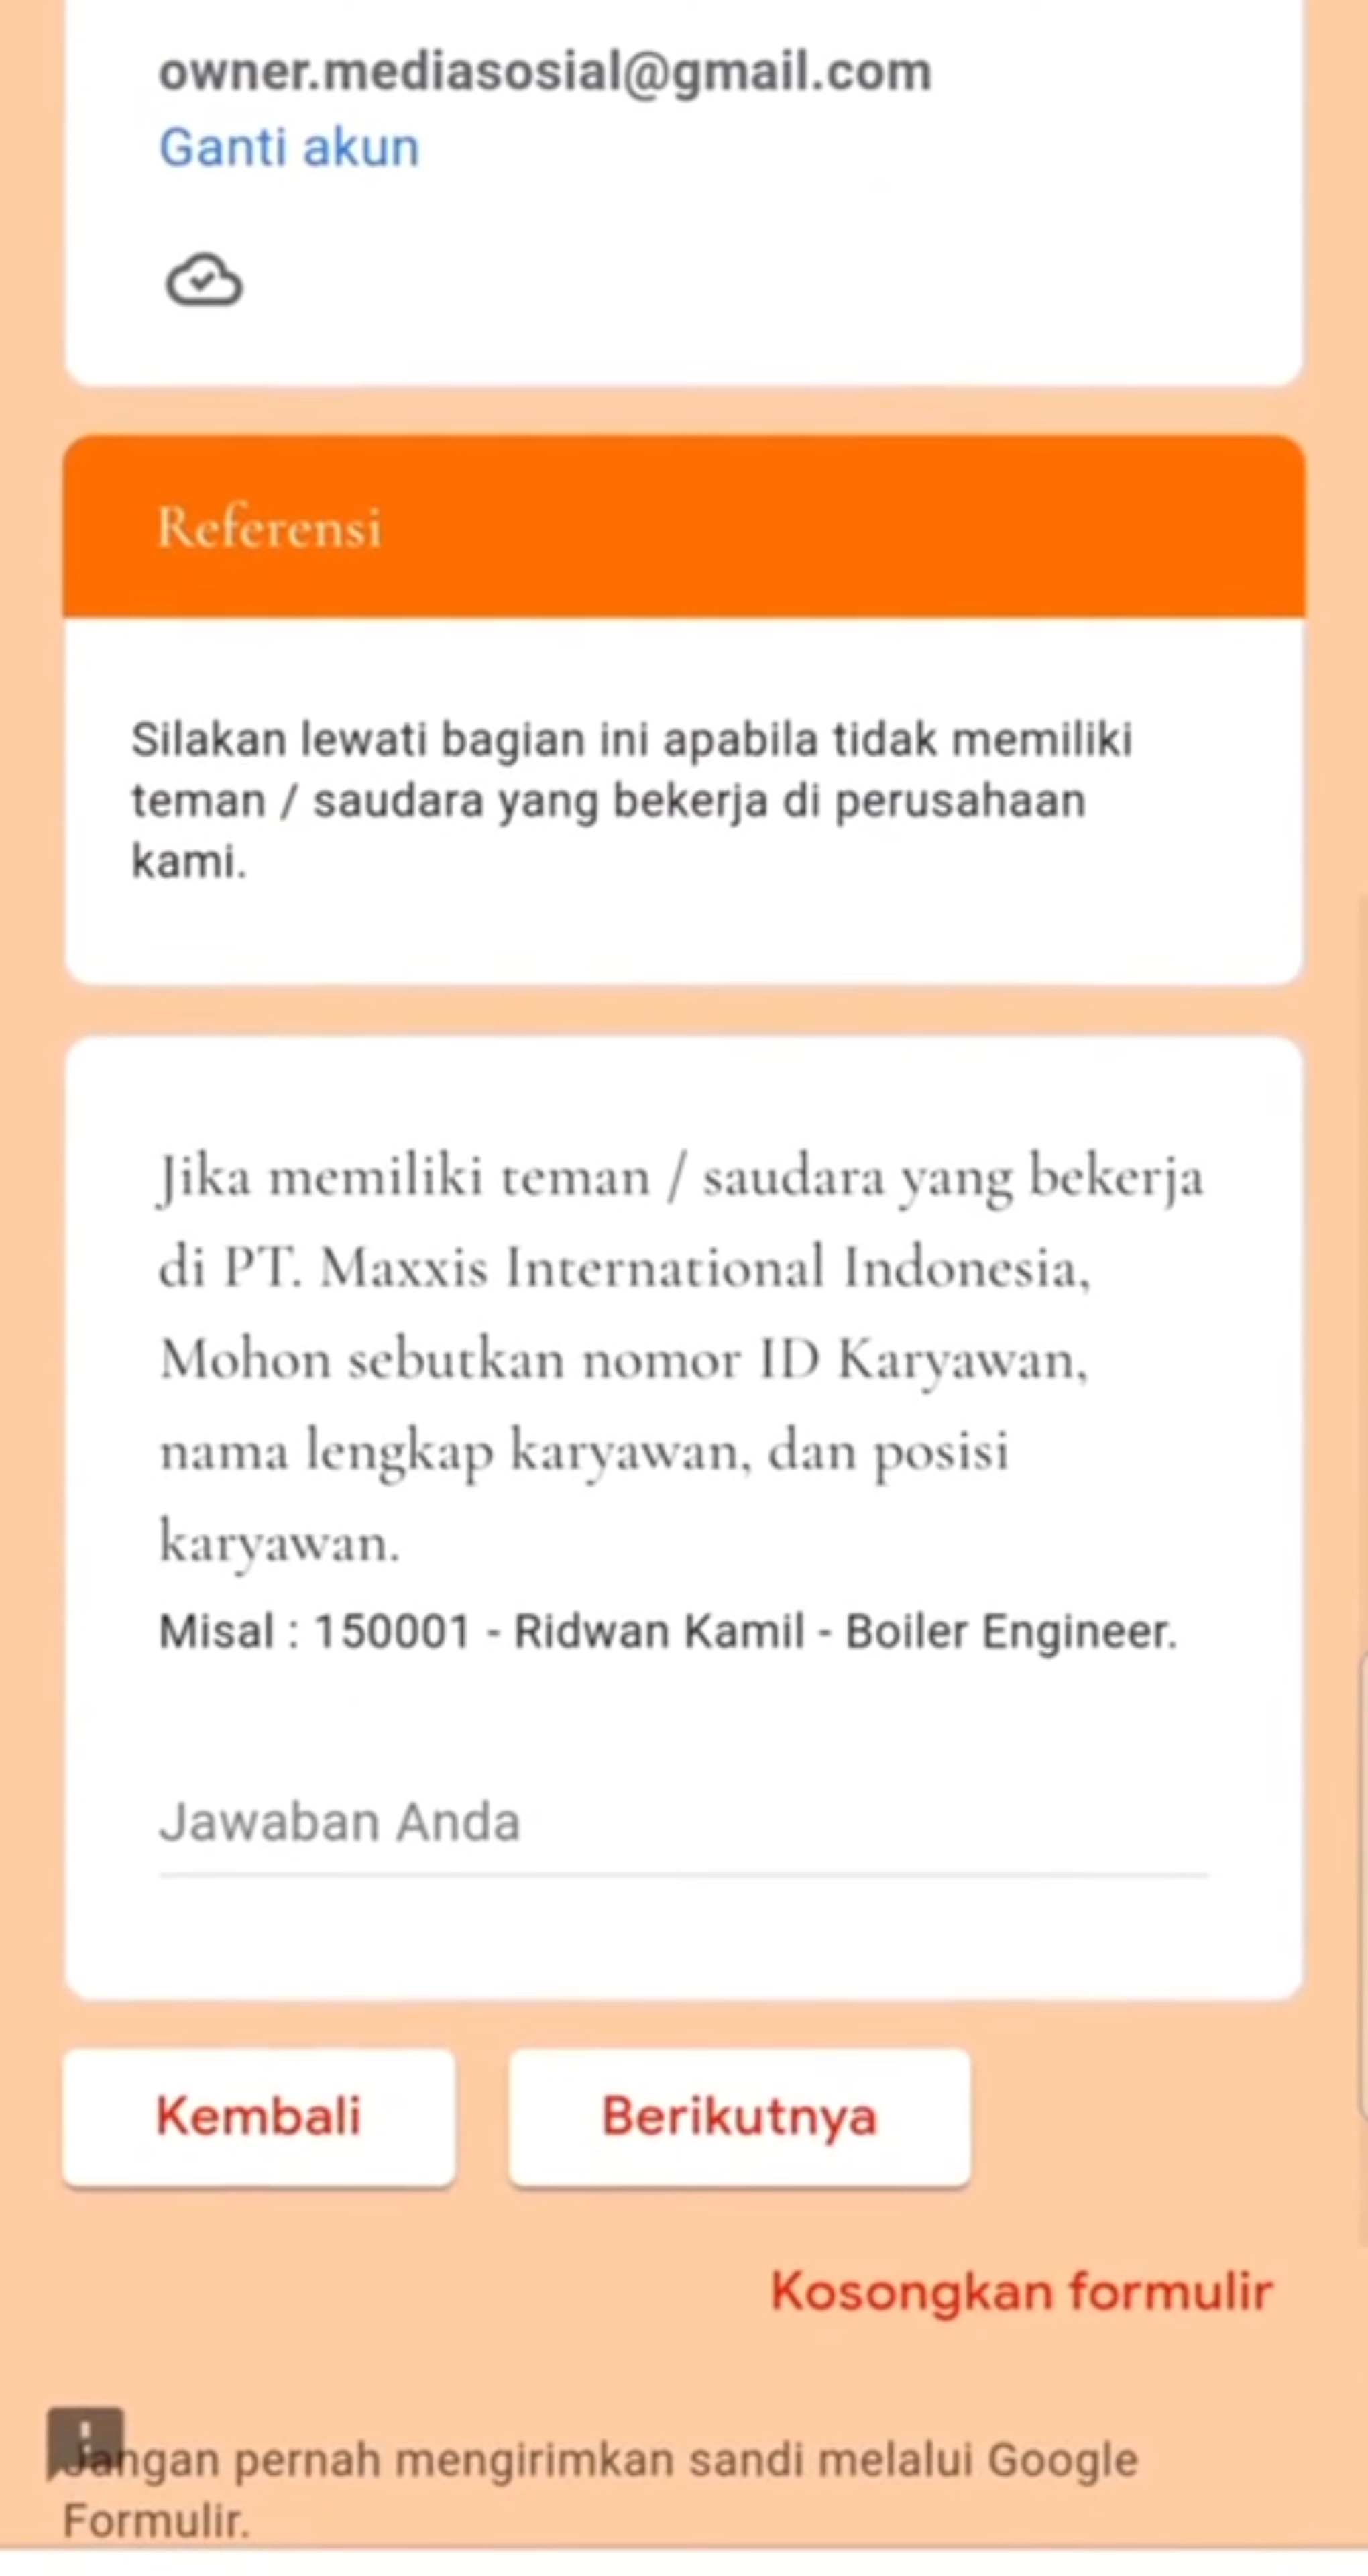 owner.mediasosial@gmail.com
Ganti akun
Referensi
Silakan lewati bagian ini apabila tidak memiliki
teman / saudara yang bekerja di perusahaan
kami.
Jika memiliki teman / saudara yang bekerja
di PT. Maxxis International Indonesia,
Mohon sebutkan nomor ID Karyawan,
nama lengkap karyawan, dan posisi
karyawan.
Misal : 150001 - Ridwan Kamil - Boiler Engineer.
Jawaban Anda
Kembali
Berikutnya
Kosongkan formulir
Jangan pernah mengirimkan sandi melalui Google
Formulir.